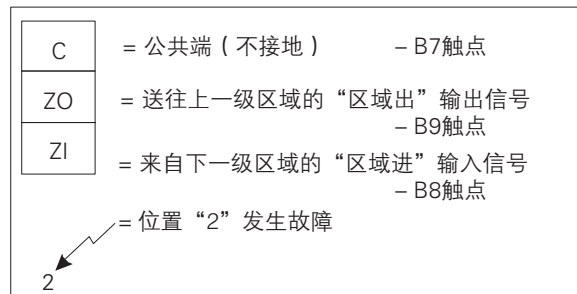 C = 公共端（不接地） – B7触点
ZO = 送往上一级区域的“区域出”输出信号
– B9触点
ZI = 来自下一级区域的“区域进”输入信号
– B8触点
= 位置“2”发生故障
2